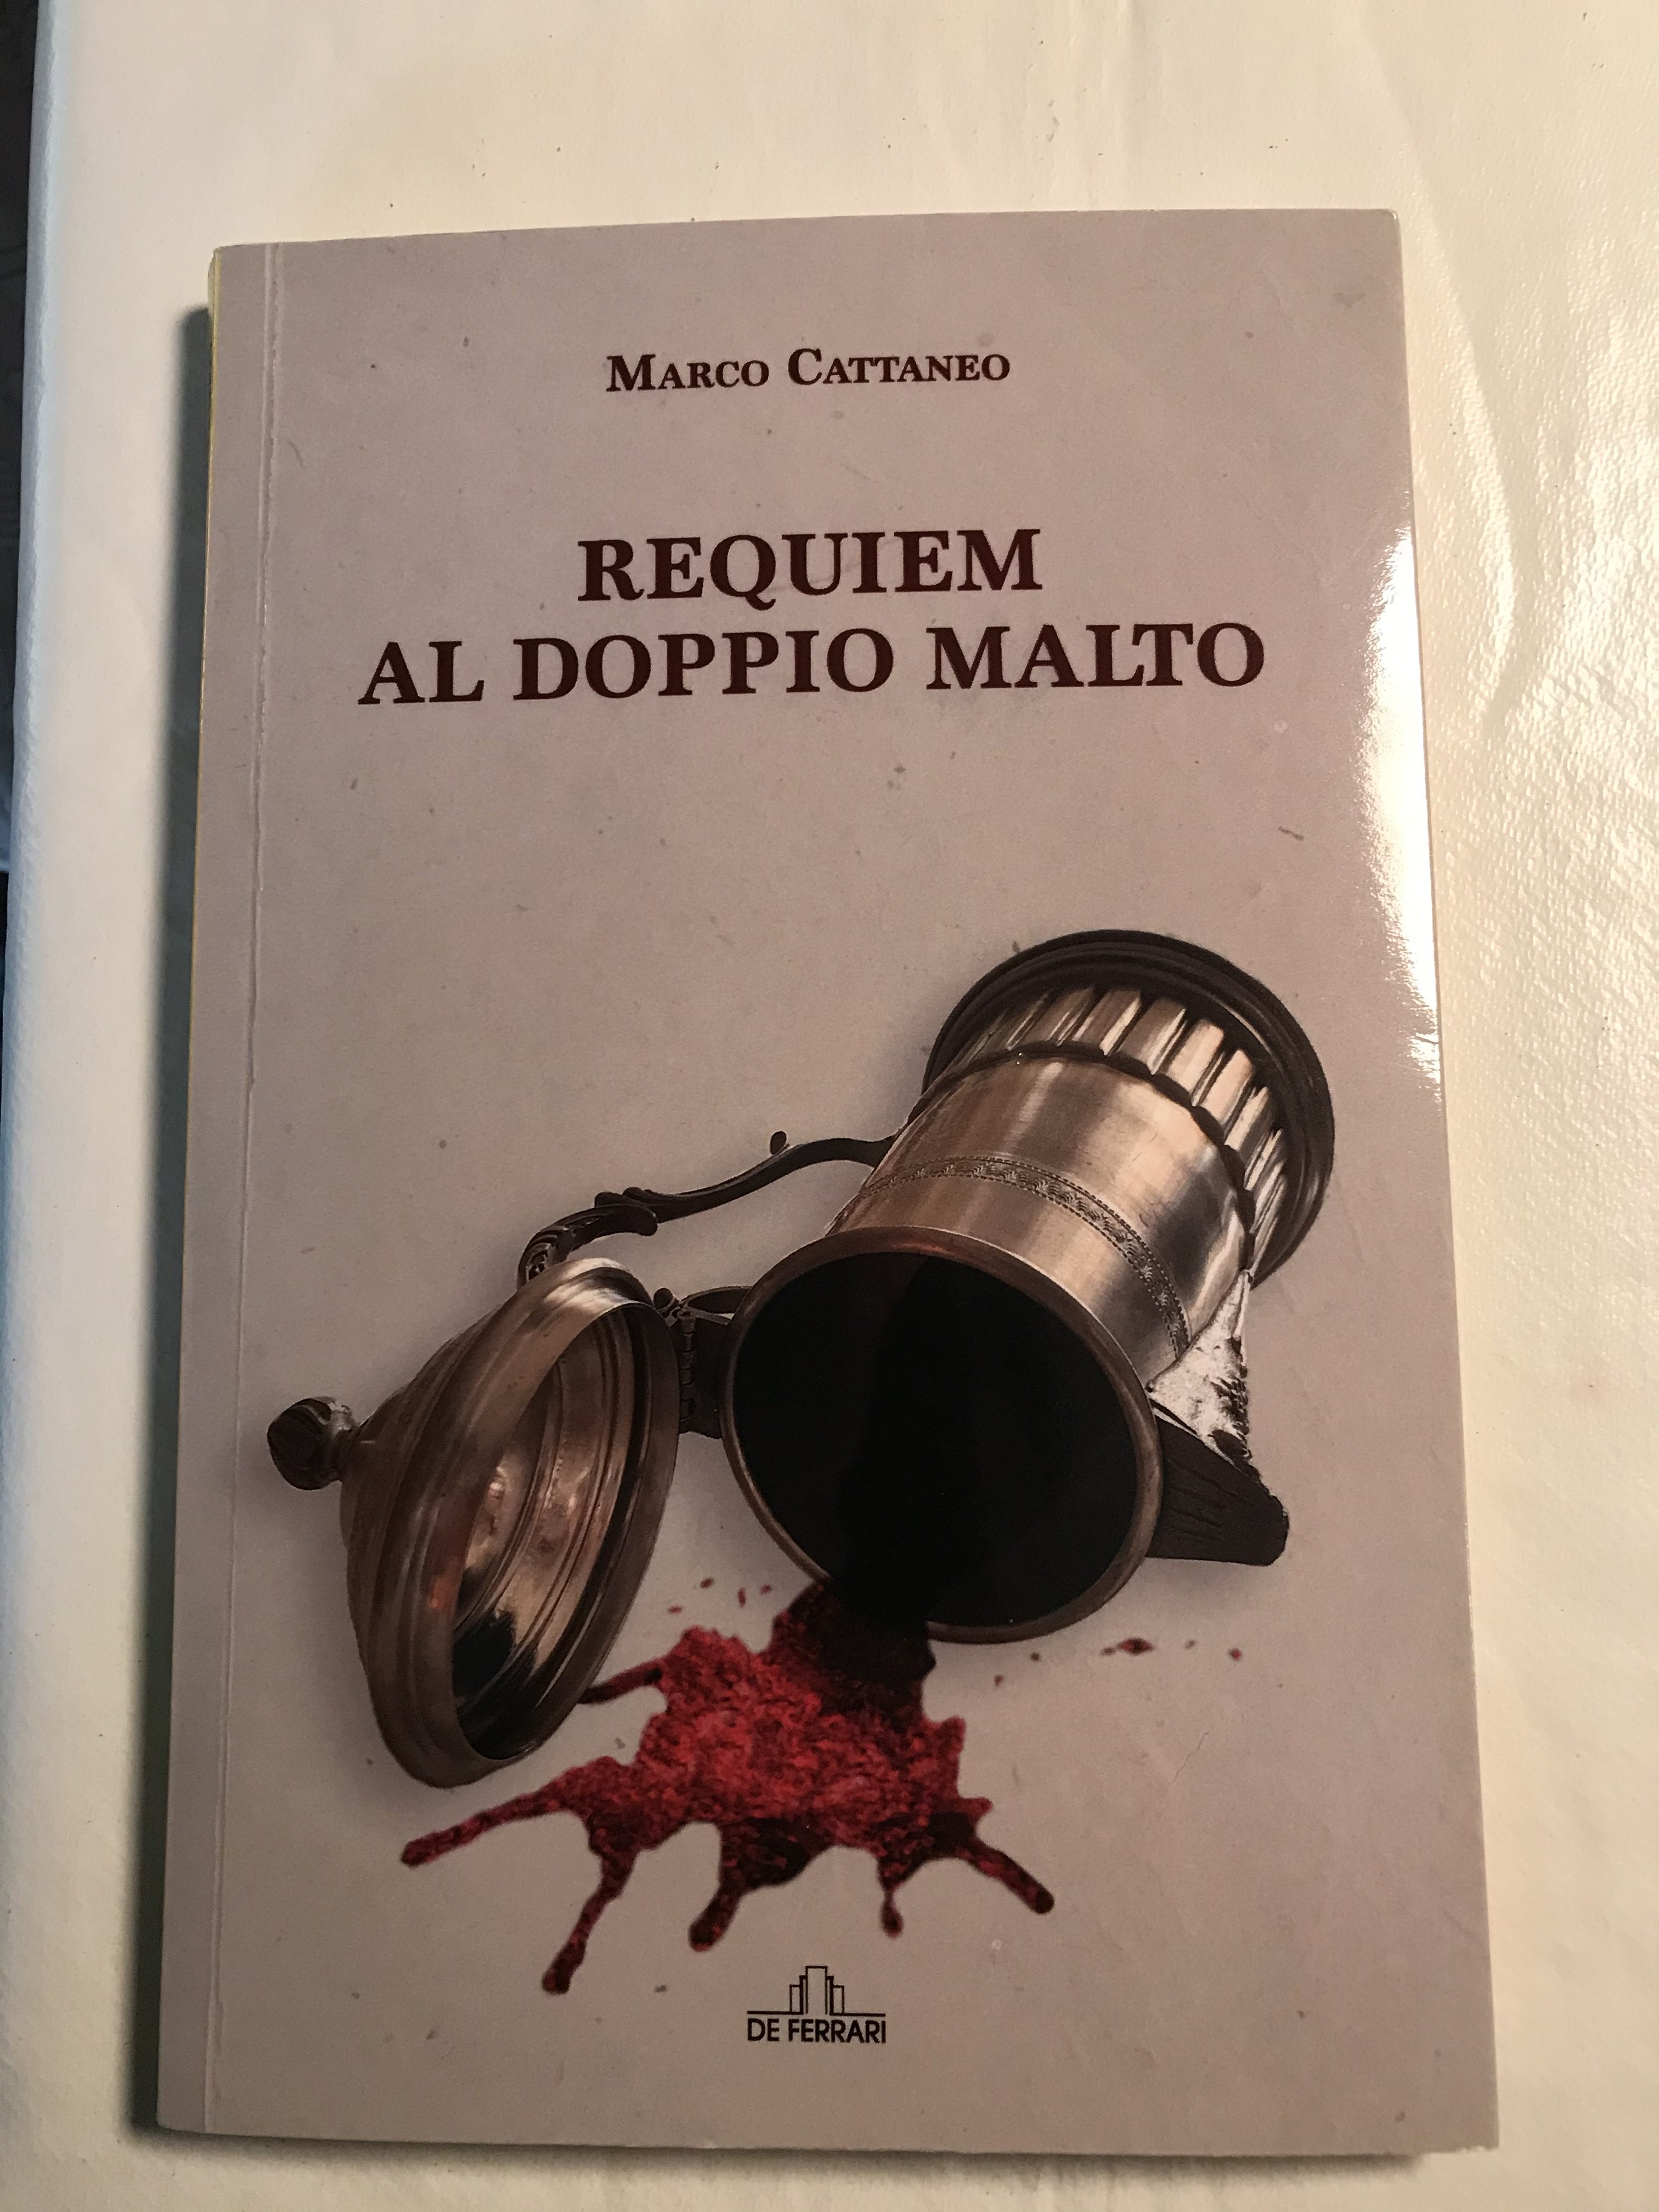 MARCO CATTANEO
REQUIEM
AL DOPPIO MALTO
DE FERRARI